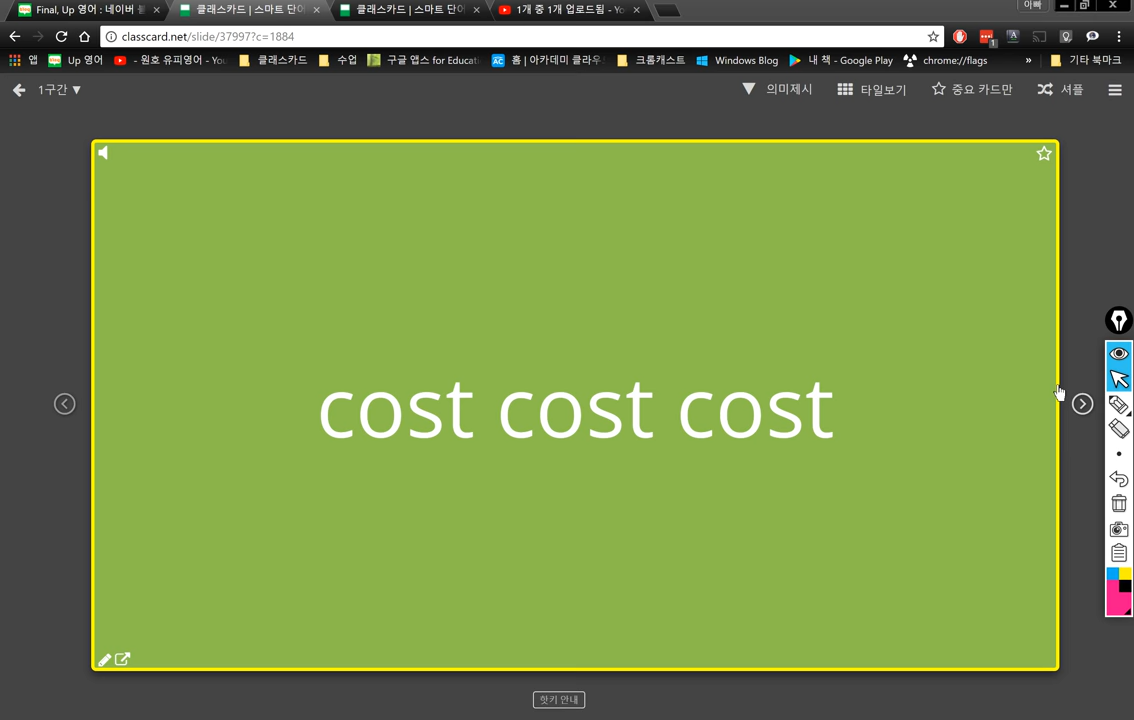 Final, Up 영어 : 네이버
클래스카드 | 스마트 단어
클래스카드 | 스마트 단어
1개 중 1개 업로드됨 - Yo
아빠
classcard.net/slide/37997?c=1884
1
앱
Up 영어
- 원호 유피영어 - You
클래스카드
수업
구글 앱스 for Educati
홈 | 아카데미 클라우
크롬캐스트
Windows Blog
내 책 - Google Play
chrome://flags
»
기타 북마크
1구간 ▼
▼ 의미제시
타일보기
중요 카드만
셔플
cost cost cost
핫키 안내